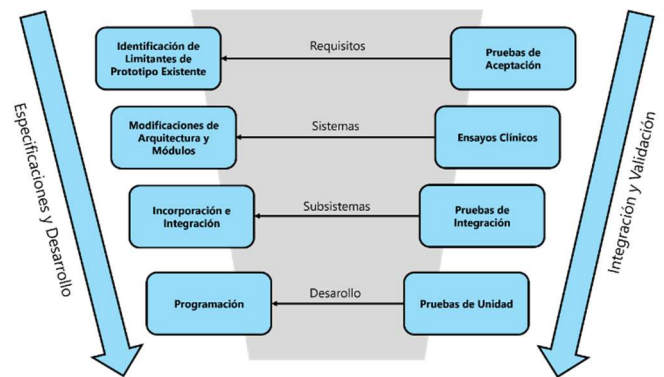 Identificación de
Limitantes de
Prototipo Existente
Requisitos
Pruebas de
Aceptación
Modificaciones de
Arquitectura y
Módulos
Sistemas
Ensayos Clínicos
Incorporación e
Integración
Subsistemas
Pruebas de
Integración
Programación
Desarollo
Pruebas de Unidad
Especificaciones y Desarrollo
Integración y Validación